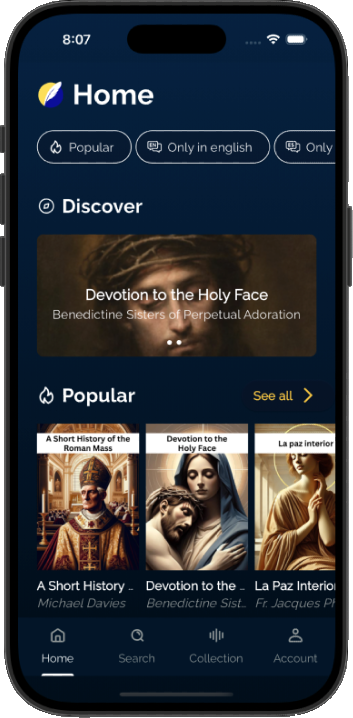 8:07
Home
Popular
Only in english
Only
Discover
Devotion to the Holy Face
Benedictine Sisters of Perpetual Adoration
Popular
See all
A Short History of the
Roman Mass
Devotion to the
Holy Face
La paz interior
A Short History ...
Michael Davies
Devotion to the ...
Benedictine Sist...
La Paz Interio
Fr. Jacques Ph
Home
Search
Collection
Account